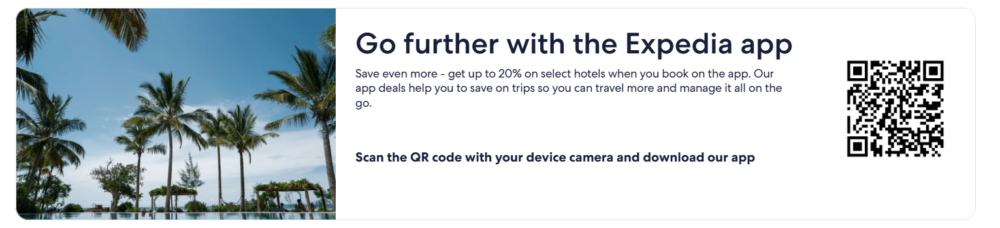 Go further with the Expedia app
Save even more - get up to 20% on select hotels when you book on the app. Our
app deals help you to save on trips so you can travel more and manage it all on the
go.
Scan the QR code with your device camera and download our app